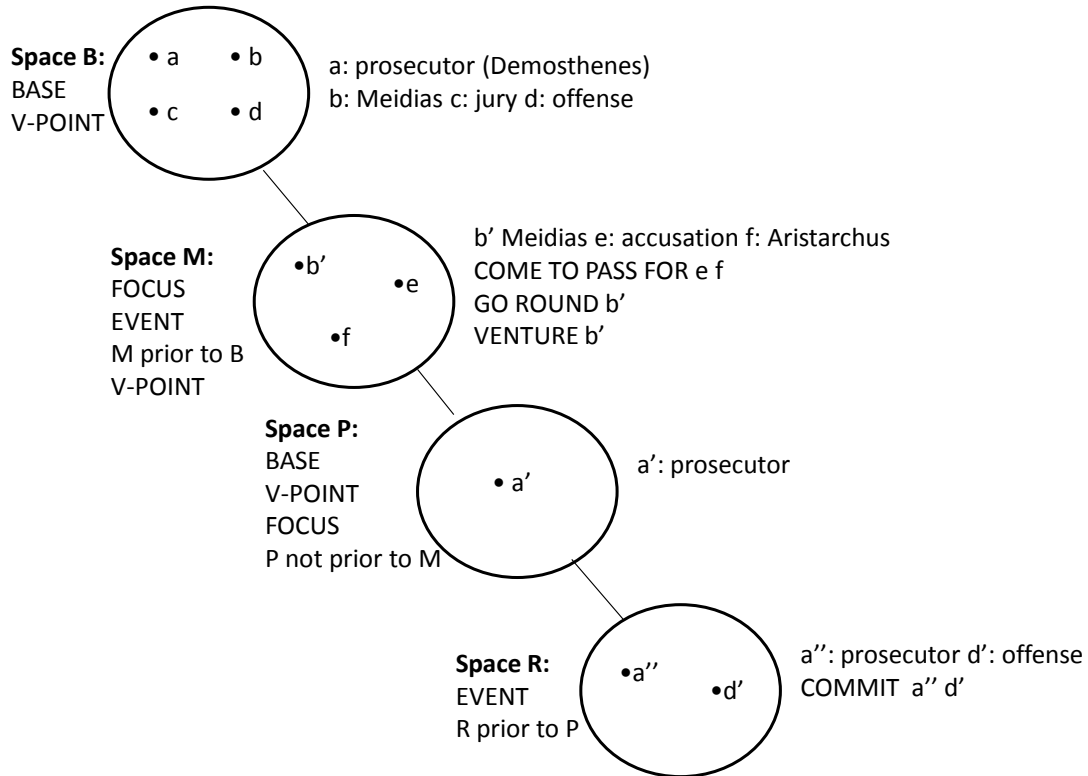 Space B:
BASE
V-POINT
• a
• b
• c
• d
a: prosecutor (Demosthenes)
b: Meidias c: jury d: offense
Space M:
FOCUS
EVENT
M prior to B
V-POINT
•b’
•e
•f
b’ Meidias e: accusation f: Aristarchus
COME TO PASS FOR e f
GO ROUND b’
VENTURE b’
Space P:
BASE
V-POINT
FOCUS
P not prior to M
• a’
a’: prosecutor
Space R:
EVENT
R prior to P
•a’’
•d’
a’’: prosecutor d’: offense
COMMIT a’’ d’